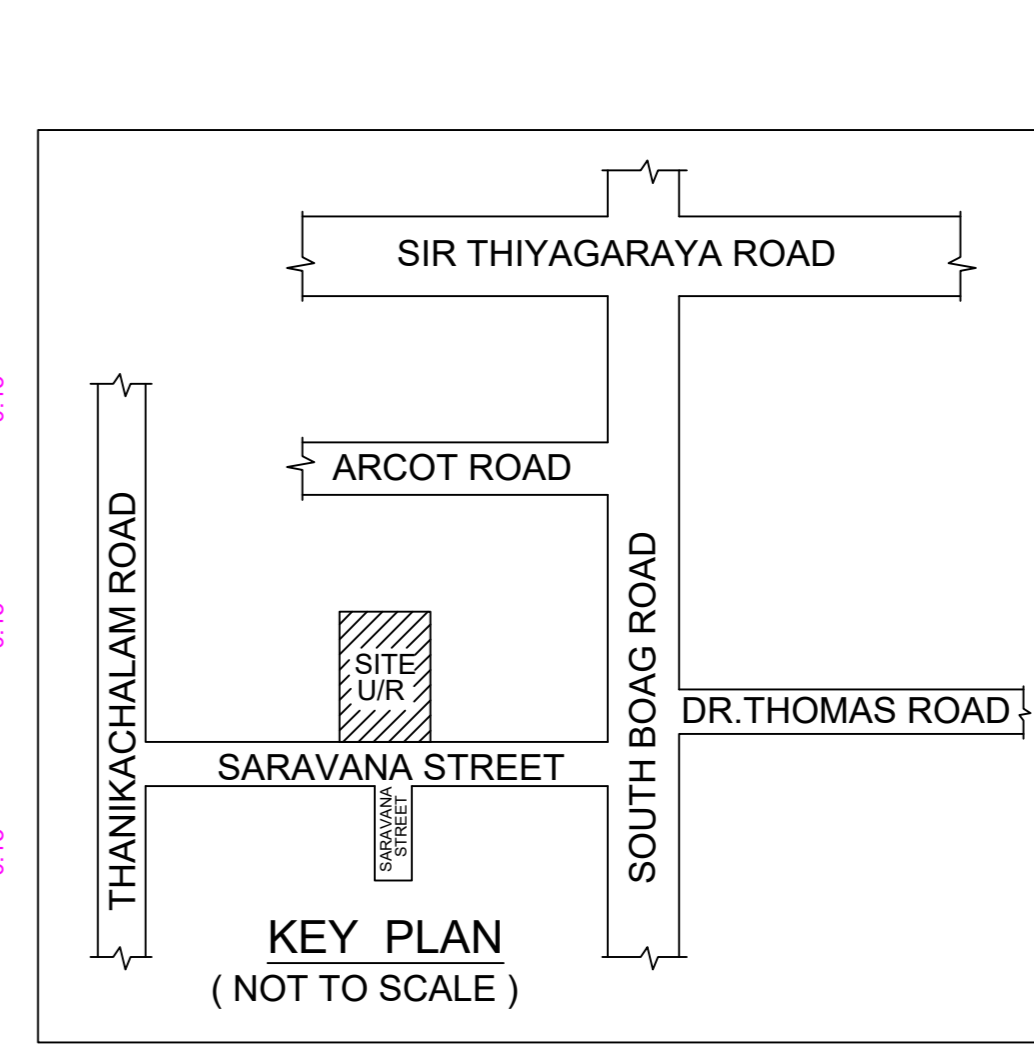 SIR THIYAGARAYA ROAD
ARCOT ROAD
THANIKACHALAM ROAD
SITE
U/R
SOUTH BOAG ROAD
DR.THOMAS ROAD
SARAVANA STREET
SARAVANA
STREET
KEY PLAN
( NOT TO SCALE )